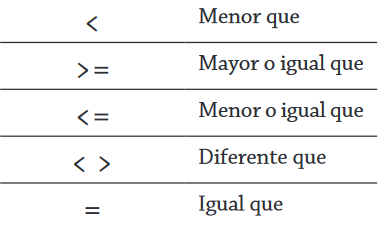 < Menor que
>= Mayor o igual que
<= Menor o igual que
< > Diferente que
= Igual que